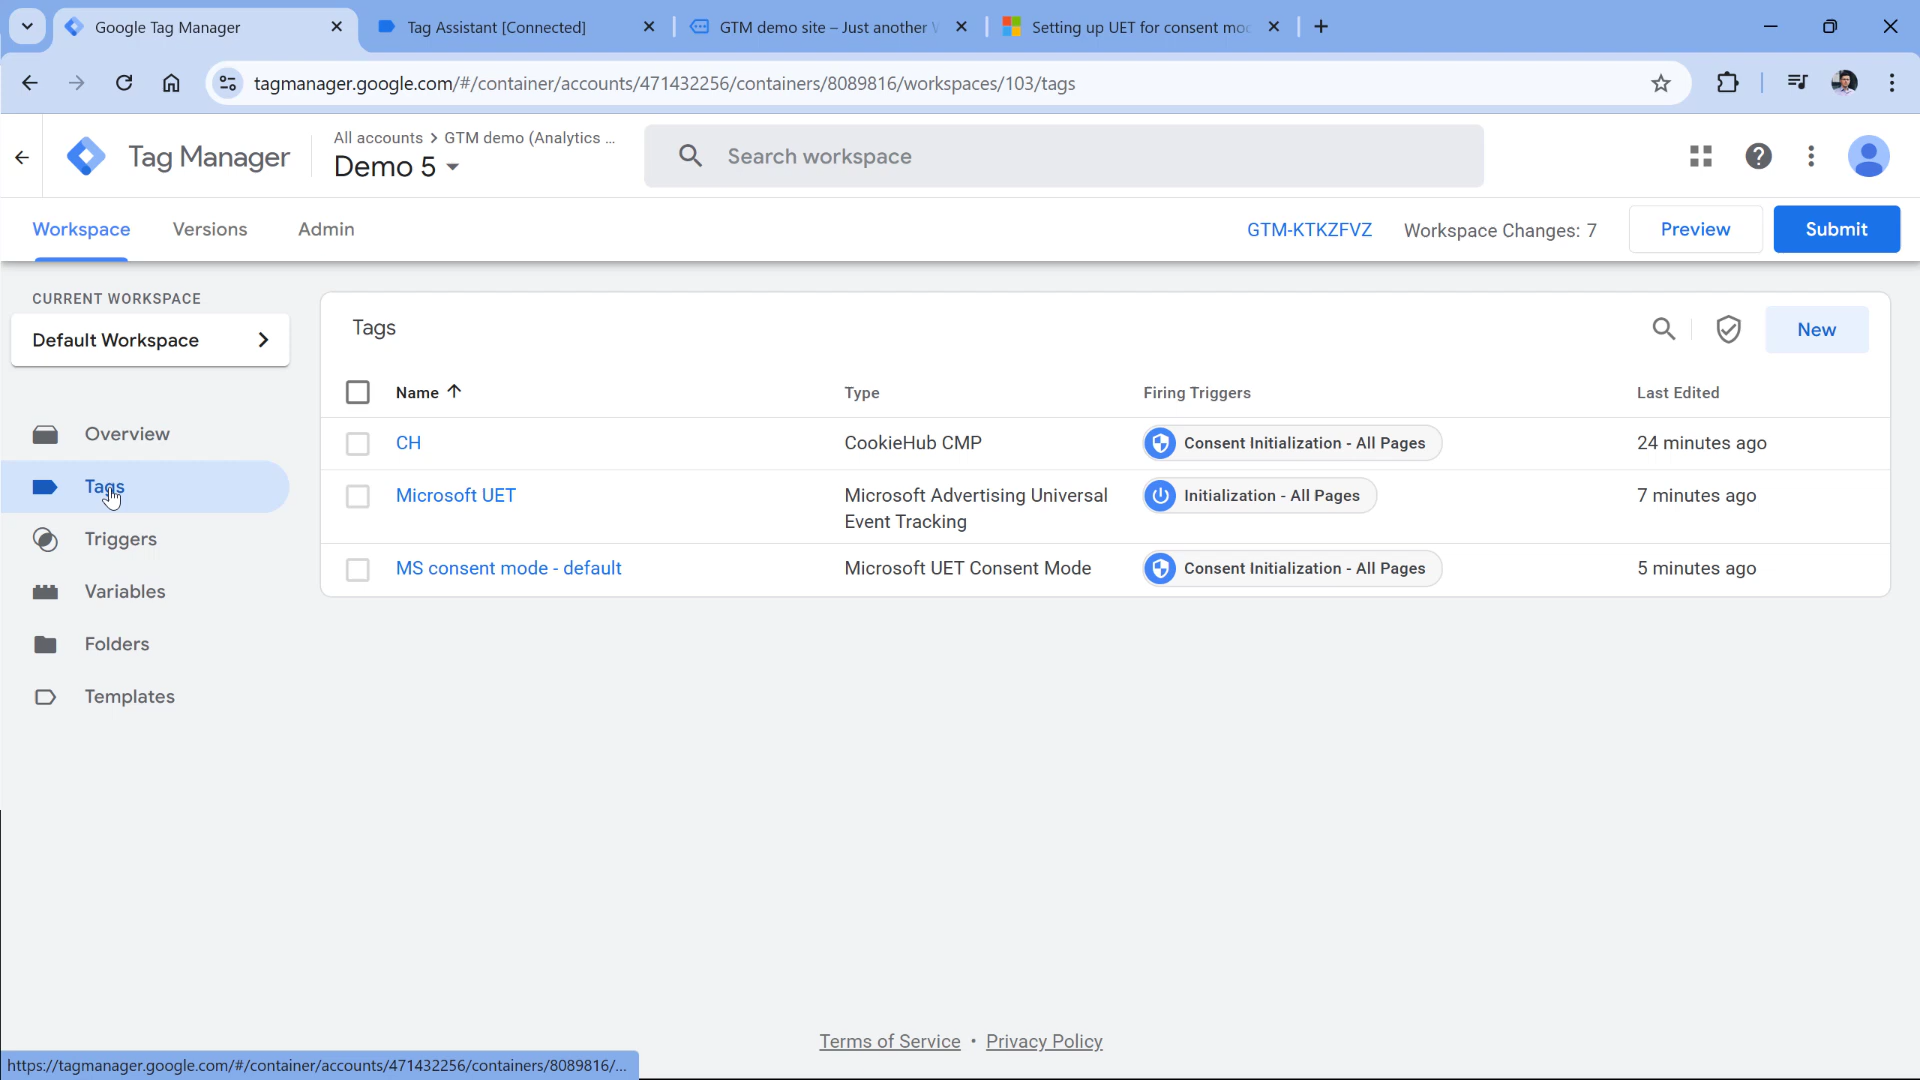 Google Tag Manager
Tag Assistant [Connected]
GTM demo site – Just another
Setting up UET for consent mo
tagmanager.google.com/#/container/accounts/471432256/containers/8089816/workspaces/103/tags
Tag Manager
All accounts > GTM demo (Analytics ...
Demo 5
Search workspace
Workspace
Versions
Admin
GTM-KTKZFVZ
Workspace Changes: 7
Preview
Submit
CURRENT WORKSPACE
Default Workspace
Overview
Tags
Triggers
Variables
Folders
Templates
Tags
New
Name
Type
Firing Triggers
Last Edited
CH
CookieHub CMP
Consent Initialization - All Pages
24 minutes ago
Microsoft UET
Microsoft Advertising Universal
Event Tracking
Initialization - All Pages
7 minutes ago
MS consent mode - default
Microsoft UET Consent Mode
Consent Initialization - All Pages
5 minutes ago
Terms of Service • Privacy Policy
https://tagmanager.google.com/#/container/accounts/471432256/containers/8089816/...